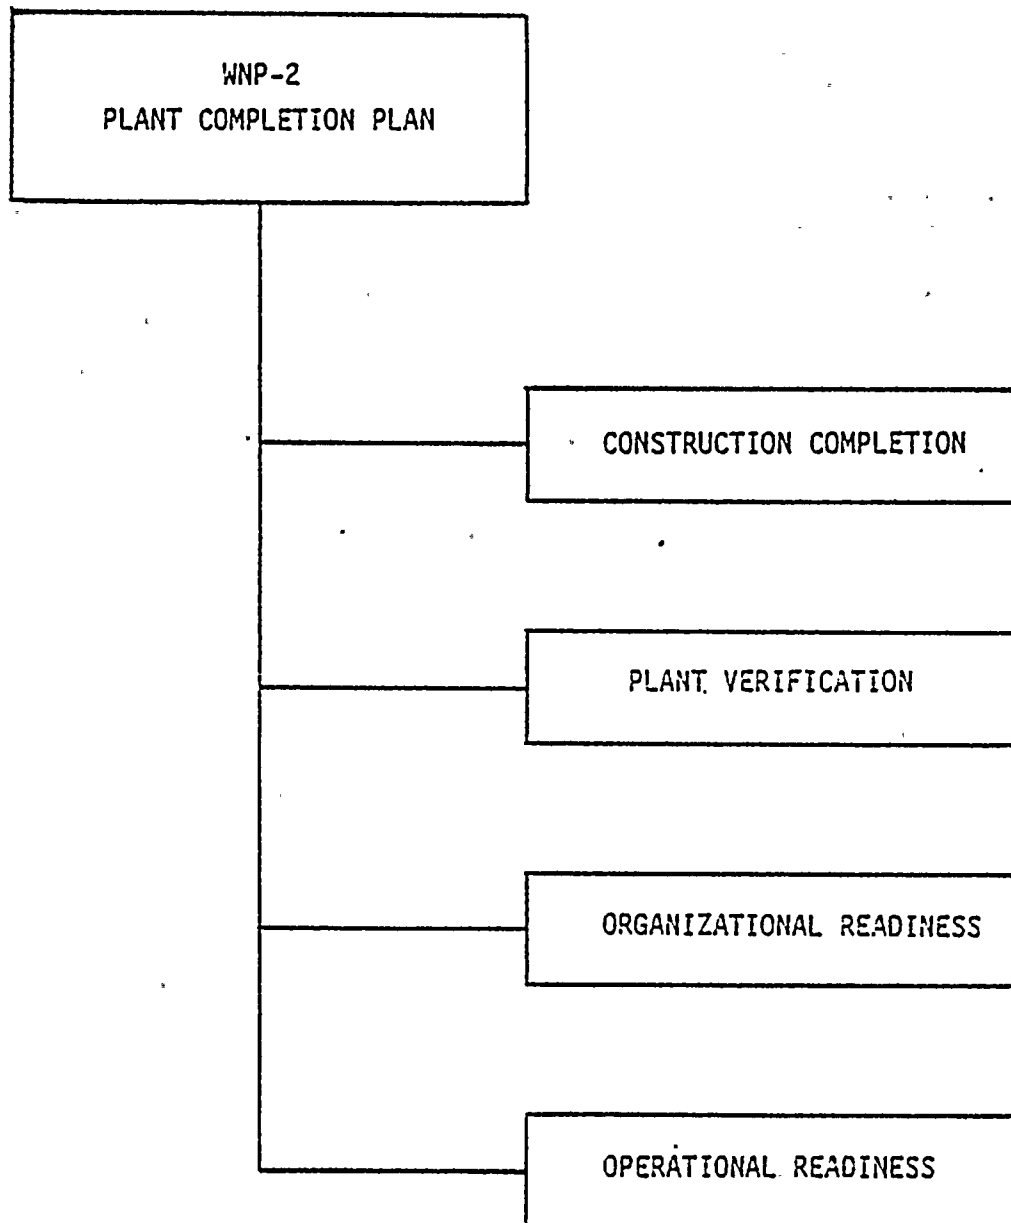 WNP-2
PLANT COMPLETION PLAN
CONSTRUCTION COMPLETION
PLANT VERIFICATION
ORGANIZATIONAL READINESS
OPERATIONAL READINESS